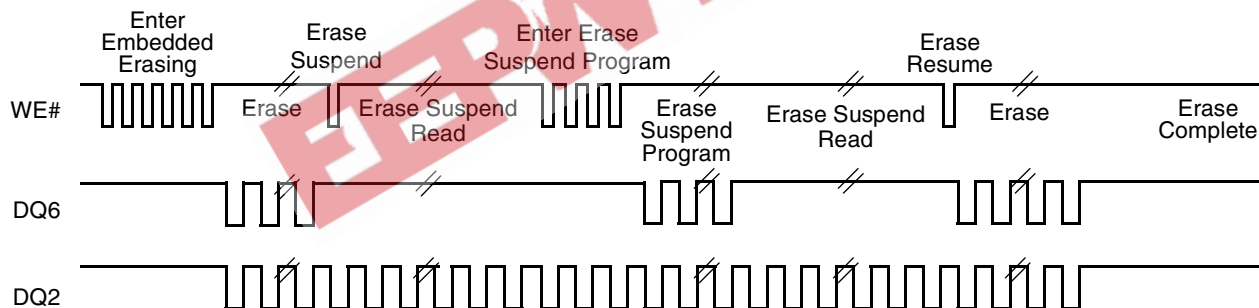 Enter
Embedded
Erasing
Erase
Suspend
Enter Erase
Suspend Program
Erase
Resume
WE#
Erase
Erase Suspend
Read
Erase
Suspend
Program
Erase Suspend
Read
Erase
Erase
Complete
DQ6
DQ2